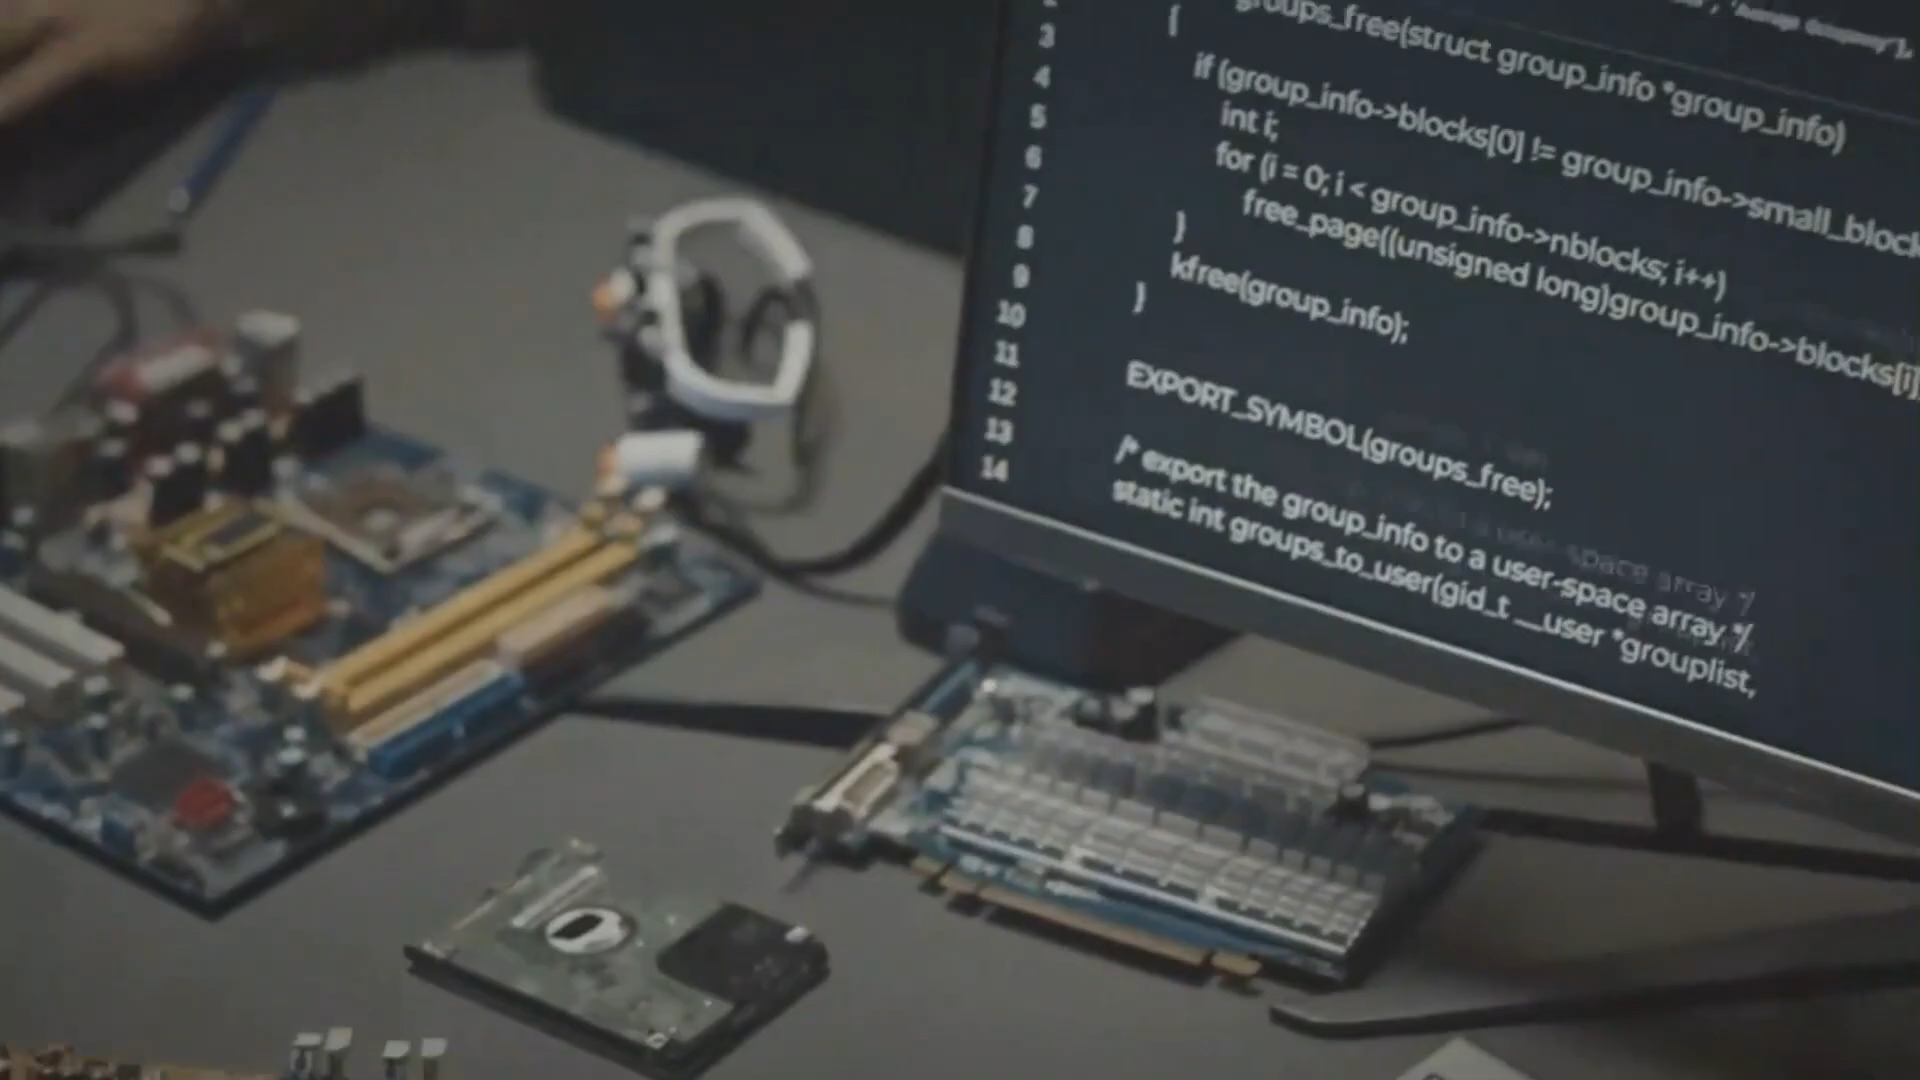 3 {
groups_free(struct group_info *group_info)
4 if (group_info->blocks[0] != group_info->small_block
5 int i;
6 for (i = 0; i < group_info->nblocks; i++)
7 free_page((unsigned long)group_info->blocks[i]
8 }
9 kfree(group_info);
10 }
11
12 EXPORT_SYMBOL(groups_free);
13 /* export the group_info to a user-space array */
14 static int groups_to_user(gid_t __user *grouplist,